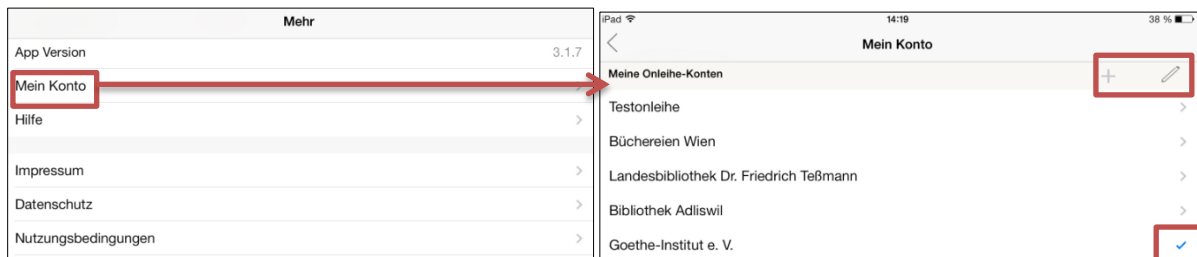 Mehr
App Version 3.1.7
Mein Konto
Hilfe
Impressum
Datenschutz
Nutzungsbedingungen
iPad 14:19 38 %
Mein Konto
Meine Onleihe-Konten
Testonleihe
Büchereien Wien
Landesbibliothek Dr. Friedrich Teßmann
Bibliothek Adliswil
Goethe-Institut e. V.